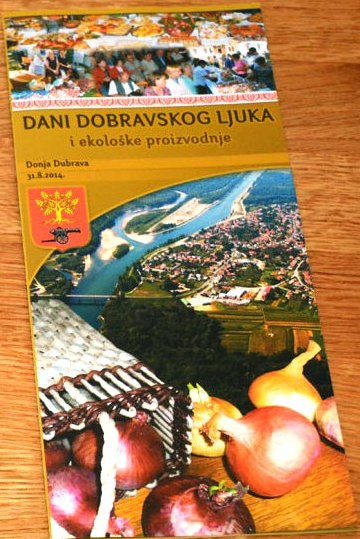 DANI DOBRAVSKOG LJUKA
i ekološke proizvodnje
Donja Dubrava
31.8.2014.